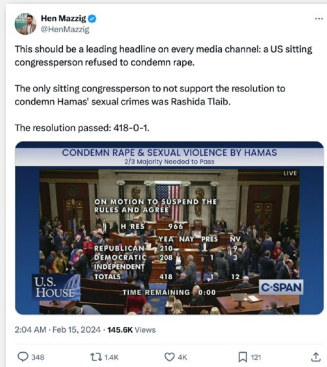 Hen Mazzig
@HenMazzig
This should be a leading headline on every media channel: a US sitting
congressperson refused to condemn rape.
The only sitting congressperson to not support the resolution to
condemn Hamas' sexual crimes was Rashida Tlaib.
The resolution passed: 418-0-1.
CONDEMN RAPE & SEXUAL VIOLENCE BY HAMAS
2/3 Majority Needed to Pass
LIVE
ON MOTION TO SUSPEND THE
RULES AND AGREE
H RES 966
YEA NAY PRES NV
REPUBLICAN 210 9
DEMOCRATIC 208 1 3
INDEPENDENT
TOTALS 418 1 12
TIME REMAINING 0:00
U.S.
HOUSE
C-SPAN
2:04 AM · Feb 15, 2024 · 145.6K Views
348 1.4K 4K 121